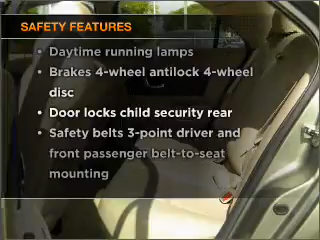 SAFETY FEATURES
• Daytime running lamps
• Brakes 4-wheel antilock 4-wheel
disc
• Door locks child security rear
• Safety belts 3-point driver and
front passenger belt-to-seat
mounting